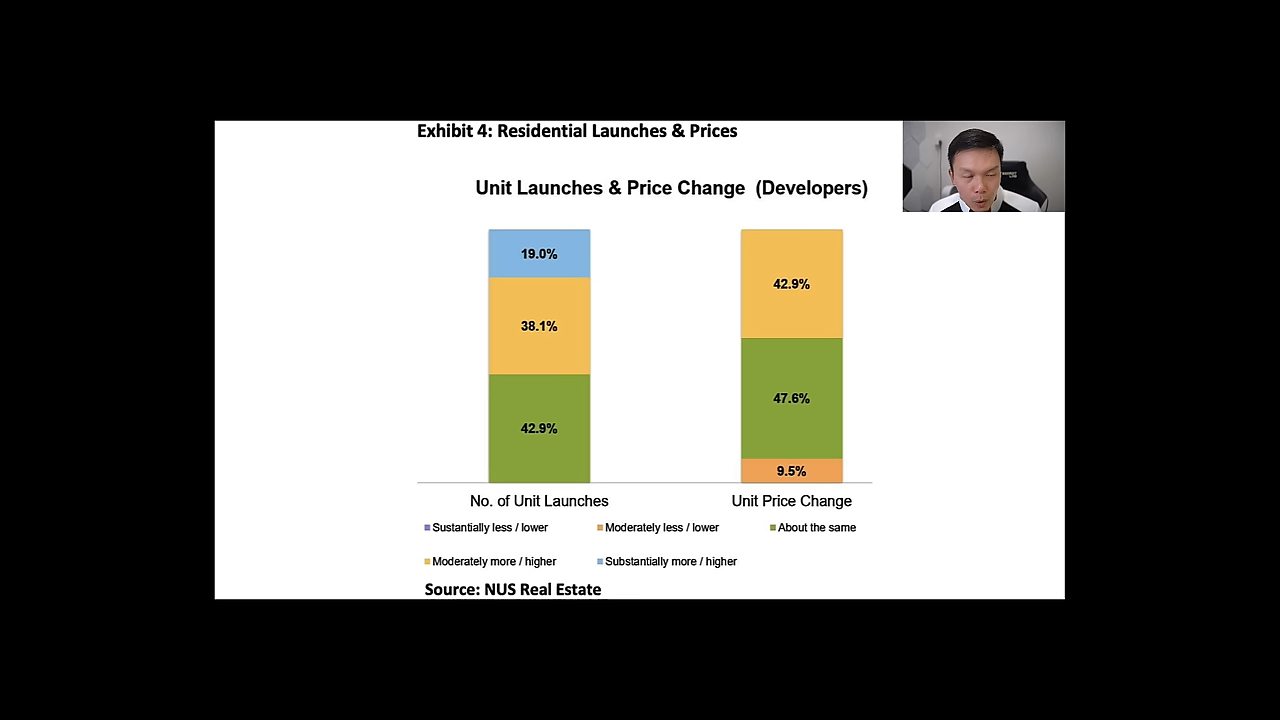 Exhibit 4: Residential Launches & Prices
Unit Launches & Price Change (Developers)
19.0%
38.1%
42.9%
42.9%
47.6%
9.5%
No. of Unit Launches
Unit Price Change
Sustantially less / lower
Moderately less / lower
About the same
Moderately more / higher
Substantially more / higher
Source: NUS Real Estate